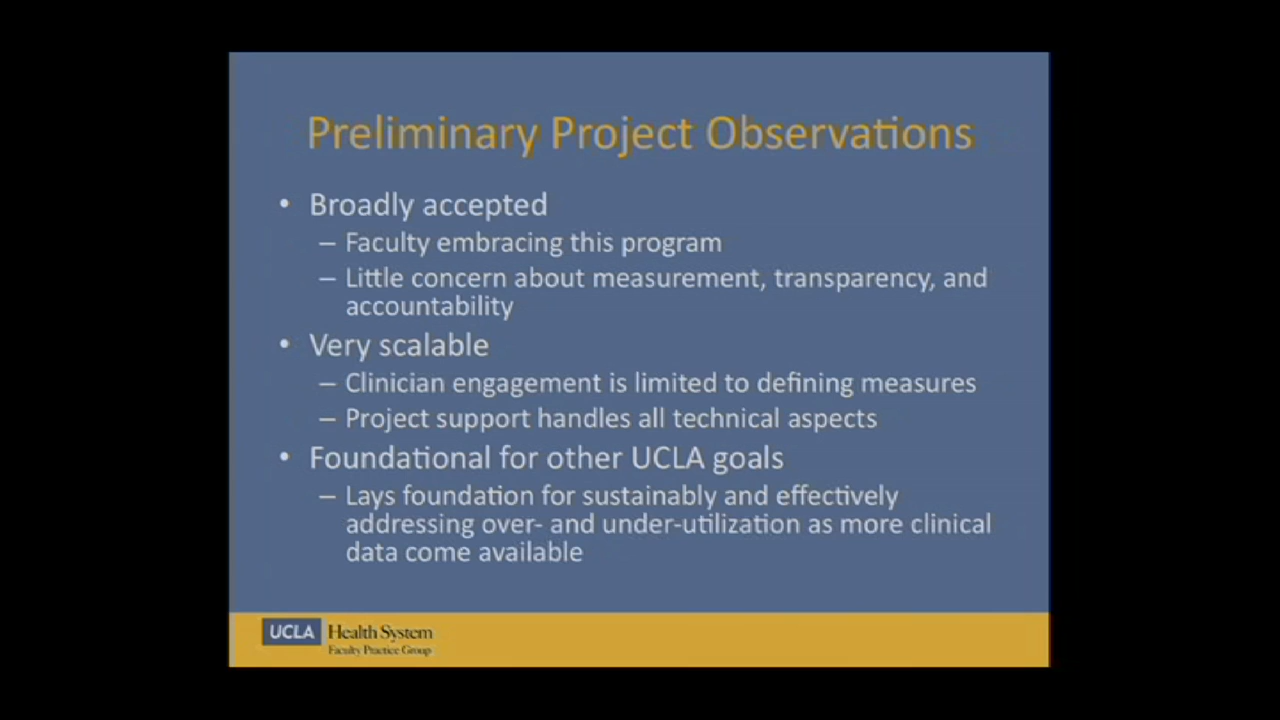 Preliminary Project Observations
• Broadly accepted
– Faculty embracing this program
– Little concern about measurement, transparency, and
accountability
• Very scalable
– Clinician engagement is limited to defining measures
– Project support handles all technical aspects
• Foundational for other UCLA goals
– Lays foundation for sustainably and effectively
addressing over- and under-utilization as more clinical
data come available
UCLA Health System
Faculty Practice Group